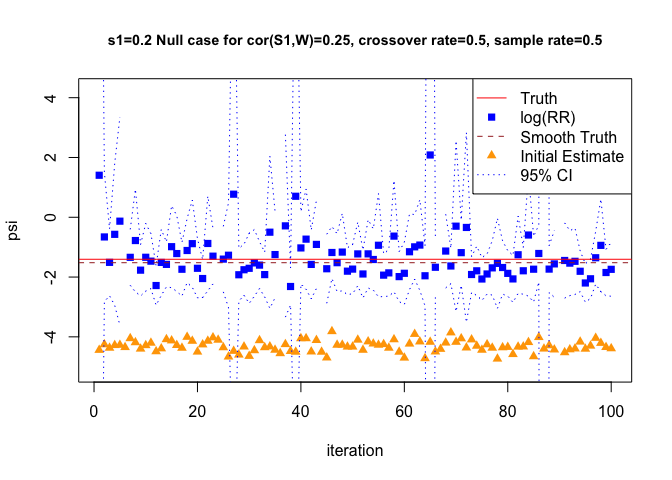 s1=0.2 Null case for cor(S1,W)=0.25, crossover rate=0.5, sample rate=0.5
psi
4
2
0
-2
-4
Truth
log(RR)
Smooth Truth
Initial Estimate
95% CI
0 20 40 60 80 100
iteration